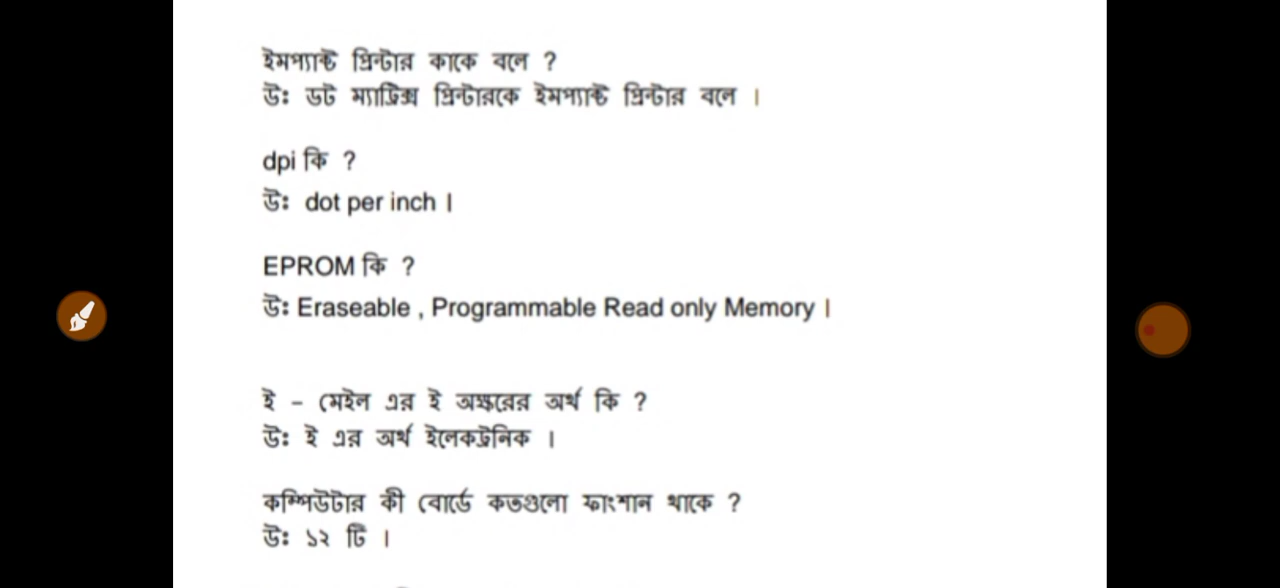 ইমপ্যাক্ট প্রিন্টার কাকে বলে ?
উঃ ডট ম্যাট্রিক্স প্রিন্টারকে ইমপ্যাক্ট প্রিন্টার বলে ।
dpi কি ?
উঃ dot per inch ।
EPROM কি ?
উঃ Eraseable , Programmable Read only Memory ।
ই – মেইল এর ই অক্ষরের অর্থ কি ?
উঃ ই এর অর্থ ইলেকট্রনিক ।
কম্পিউটার কী বোর্ডে কতগুলো ফাংশান থাকে ?
উঃ ১২ টি ।